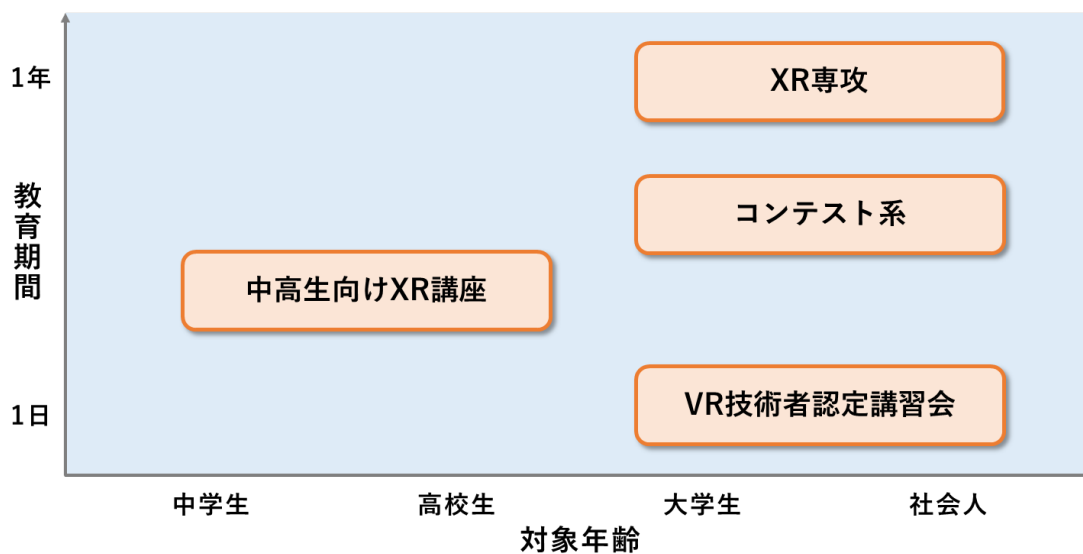 1年
XR専攻
教育期間
コンテスト系
中高生向けXR講座
1日
VR技術者認定講習会
中学生
高校生
大学生
社会人
対象年齢